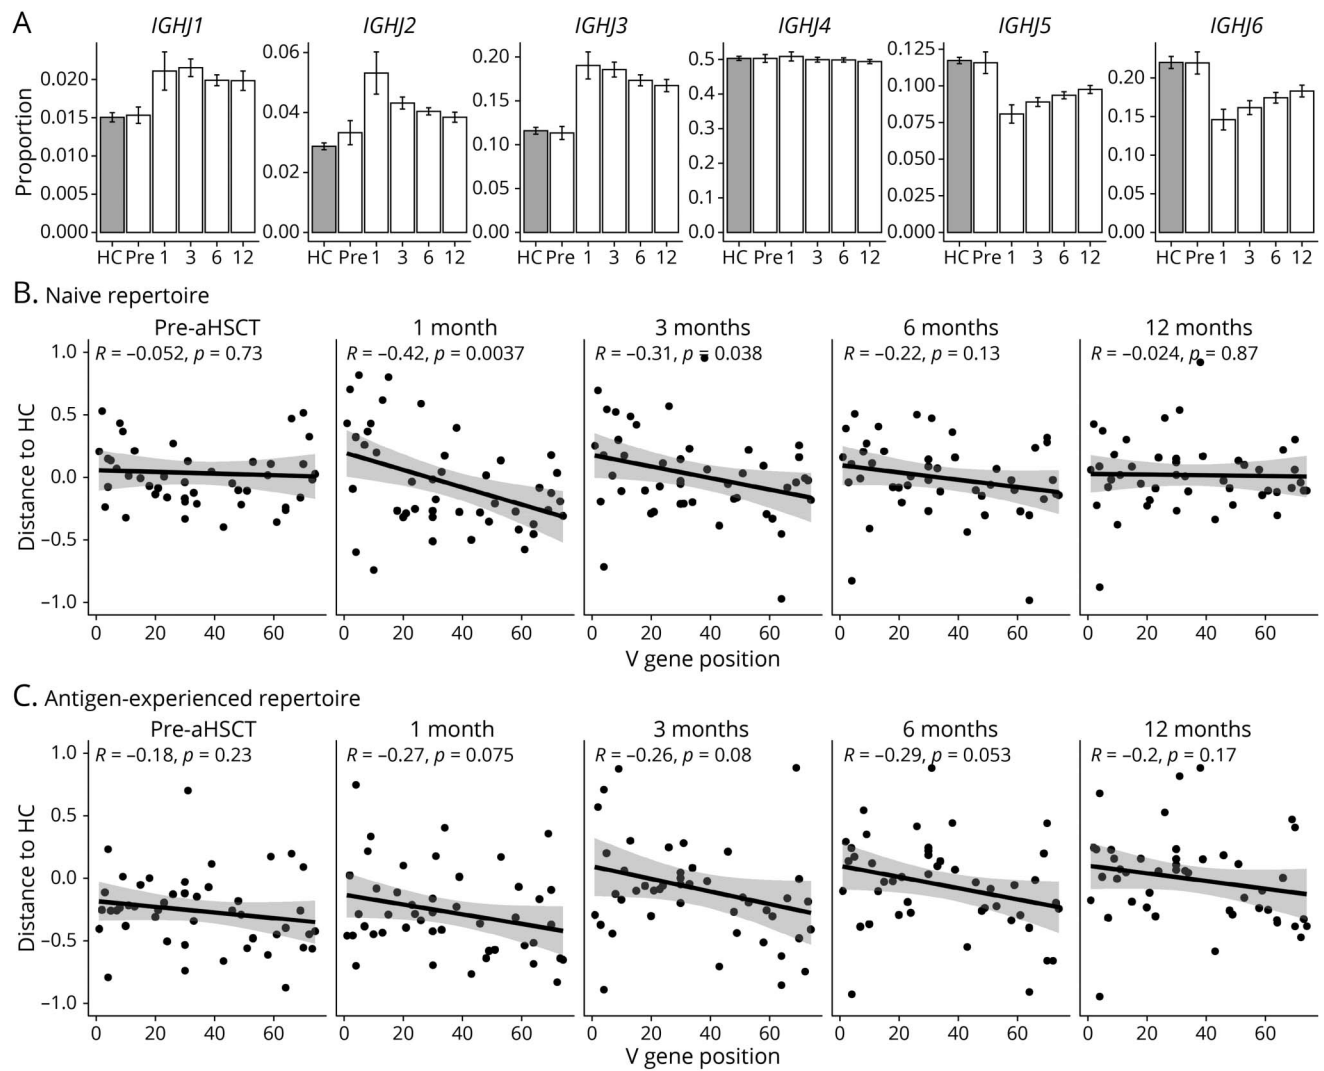 A
IGHJ1 IGHJ2 IGHJ3 IGHJ4 IGHJ5 IGHJ6
Proportion
0.020 0.015 0.010 0.005 0.000
HC Pre 1 3 6 12
0.06 0.04 0.02 0.00
HC Pre 1 3 6 12
0.20 0.15 0.10 0.05 0.00
HC Pre 1 3 6 12
0.5 0.4 0.3 0.2 0.1 0.0
HC Pre 1 3 6 12
0.125 0.100 0.075 0.050 0.025 0.000
HC Pre 1 3 6 12
0.20 0.15 0.10 0.05 0.00
HC Pre 1 3 6 12
B. Naive repertoire
Pre-aHSCT 1 month 3 months 6 months 12 months
R = –0.052, p = 0.73 R = –0.42, p = 0.0037 R = –0.31, p = 0.038 R = –0.22, p = 0.13 R = –0.024, p = 0.87
Distance to HC
1.0
0.5
0.0
–0.5
–1.0
0 20 40 60 0 20 40 60 0 20 40 60 0 20 40 60 0 20 40 60
V gene position
C. Antigen-experienced repertoire
Pre-aHSCT 1 month 3 months 6 months 12 months
R = –0.18, p = 0.23 R = –0.27, p = 0.075 R = –0.26, p = 0.08 R = –0.29, p = 0.053 R = –0.2, p = 0.17
Distance to HC
1.0
0.5
0.0
–0.5
–1.0
0 20 40 60 0 20 40 60 0 20 40 60 0 20 40 60 0 20 40 60
V gene position